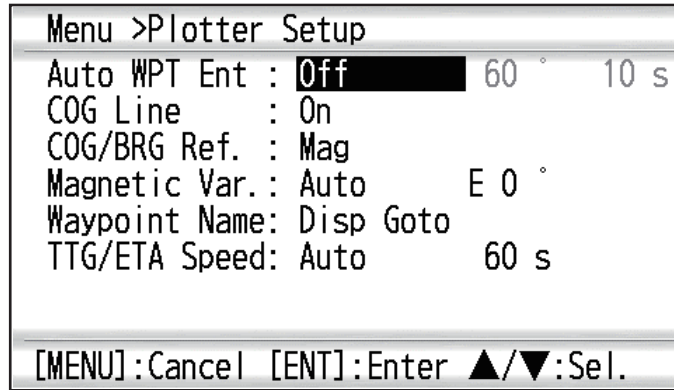 Menu >Plotter Setup
Auto WPT Ent : Off 60 ° 10 s
COG Line : On
COG/BRG Ref. : Mag
Magnetic Var.: Auto E 0 °
Waypoint Name: Disp Goto
TTG/ETA Speed: Auto 60 s
[MENU]:Cancel [ENT]:Enter ▲/▼:Sel.